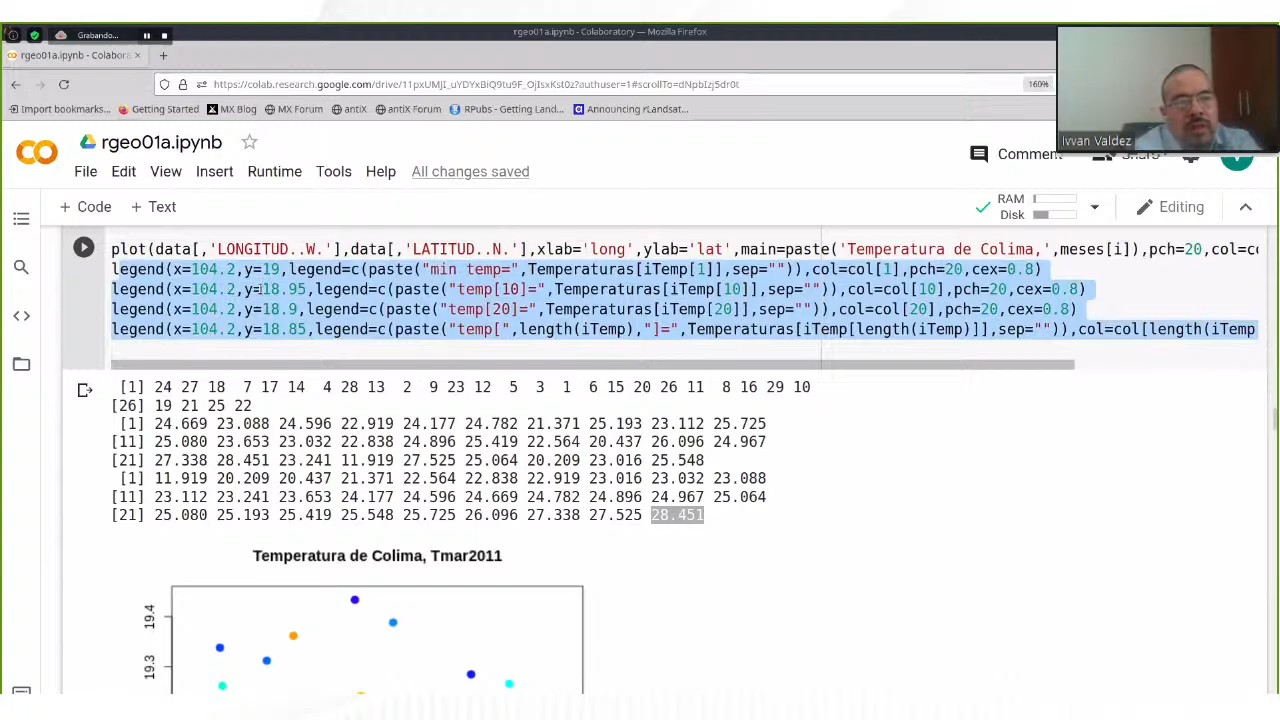 Grabando...
rgeo01a.ipynb - Colaboratory — Mozilla Firefox
rgeo01a.ipynb - Colabora
https://colab.research.google.com/drive/11pxUMJI_uYDYxBiQ9tu9F_OjIsxKst0z?authuser=1#scrollTo=dNpbIzj5dr0t
160%
Import bookmarks... Getting Started MX Blog MX Forum antiX antiX Forum RPubs - Getting Land... Announcing rLandsat...
Ivvan Valdez
rgeo01a.ipynb
Comment
File Edit View Insert Runtime Tools Help All changes saved
+ Code + Text
RAM
Disk
Editing
plot(data[,'LONGITUD..W.'],data[,'LATITUD..N.'],xlab='long',ylab='lat',main=paste('Temperatura de Colima,',meses[i]),pch=20,col=co
legend(x=104.2,y=19,legend=c(paste("min temp=",Temperaturas[iTemp[1]],sep="")),col=col[1],pch=20,cex=0.8)
legend(x=104.2,y=18.95,legend=c(paste("temp[10]=",Temperaturas[iTemp[10]],sep="")),col=col[10],pch=20,cex=0.8)
legend(x=104.2,y=18.9,legend=c(paste("temp[20]=",Temperaturas[iTemp[20]],sep="")),col=col[20],pch=20,cex=0.8)
legend(x=104.2,y=18.85,legend=c(paste("temp[",length(iTemp),"]=",Temperaturas[iTemp[length(iTemp)]],sep="")),col=col[length(iTemp
[1] 24 27 18 7 17 14 4 28 13 2 9 23 12 5 3 1 6 15 20 26 11 8 16 29 10
[26] 19 21 25 22
[1] 24.669 23.088 24.596 22.919 24.177 24.782 21.371 25.193 23.112 25.725
[11] 25.080 23.653 23.032 22.838 24.896 25.419 22.564 20.437 26.096 24.967
[21] 27.338 28.451 23.241 11.919 27.525 25.064 20.209 23.016 25.548
[1] 11.919 20.209 20.437 21.371 22.564 22.838 22.919 23.016 23.032 23.088
[11] 23.112 23.241 23.653 24.177 24.596 24.669 24.782 24.896 24.967 25.064
[21] 25.080 25.193 25.419 25.548 25.725 26.096 27.338 27.525 28.451
Temperatura de Colima, Tmar2011
19.4
19.3